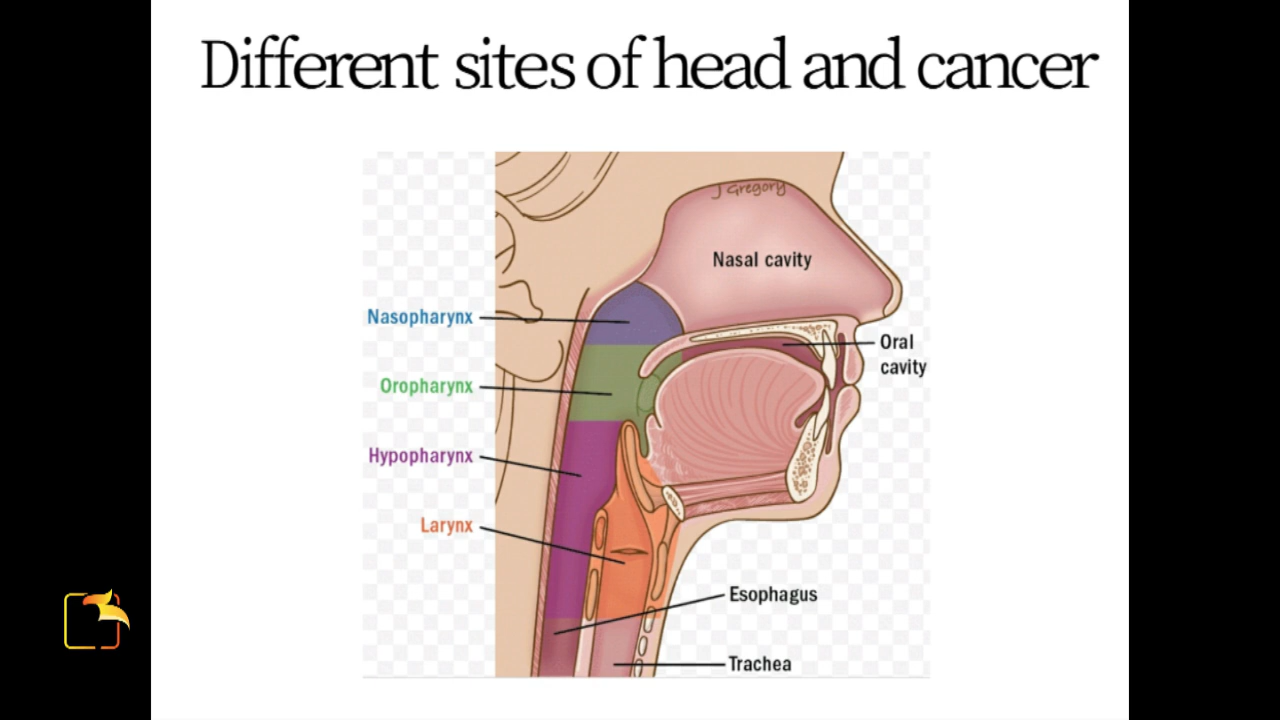 Different sites of head and cancer
J Gregory
Nasal cavity
Nasopharynx
Oral
cavity
Oropharynx
Hypopharynx
Larynx
Esophagus
Trachea